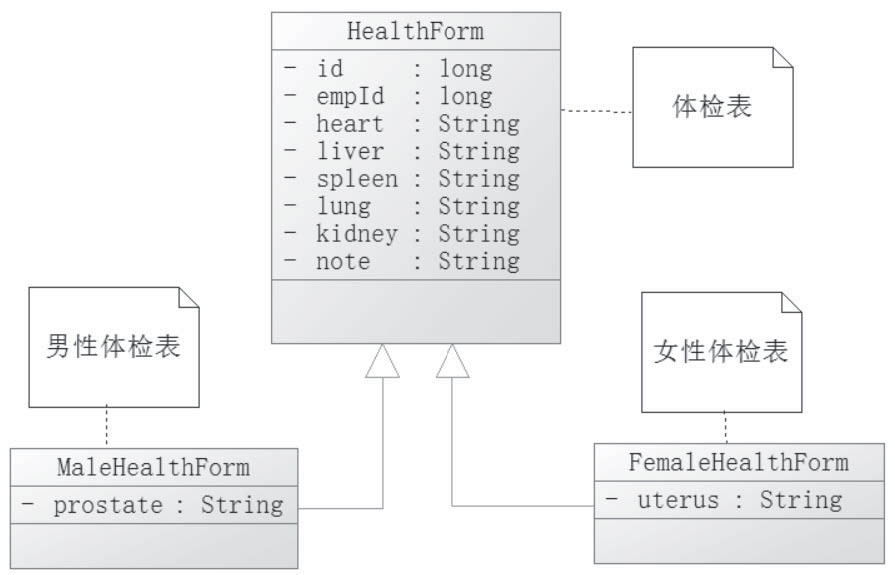 HealthForm
- id : long
- empId : long
- heart : String
- liver : String
- spleen : String
- lung : String
- kidney : String
- note : String
体检表
男性体检表
女性体检表
MaleHealthForm
- prostate : String
FemaleHealthForm
- uterus : String